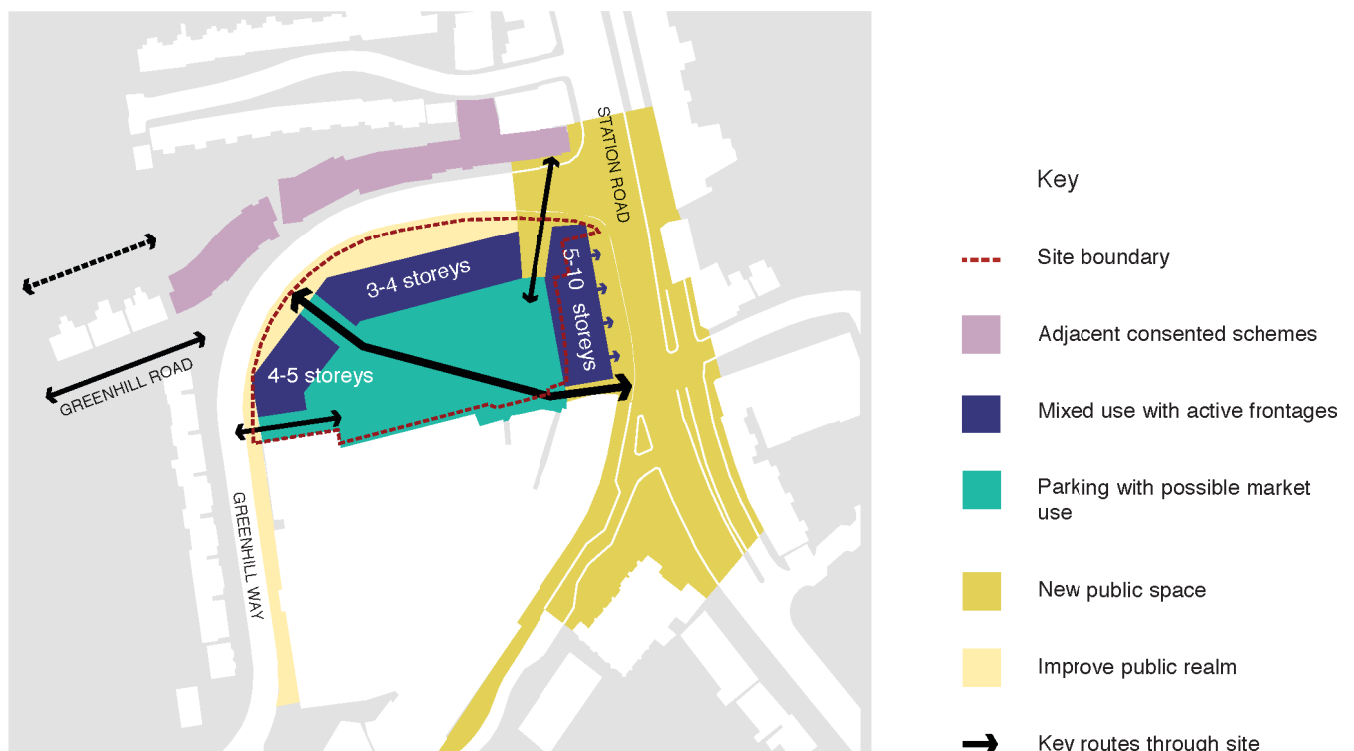 STATION ROAD
3-4 storeys
5-10 storeys
4-5 storeys
GREENHILL ROAD
GREENHILL WAY
Key
Site boundary
Adjacent consented schemes
Mixed use with active frontages
Parking with possible market
use
New public space
Improve public realm
Key routes through site